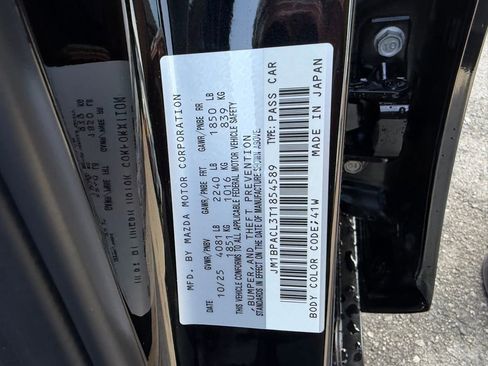 MFD. BY MAZDA MOTOR CORPORATION
10/25 GVWR/PNBV GAWR/PNBE FRT GAWR/PNBE RR
4081 LB 2240 LB 1850 LB
1851 KG 1016 KG 839 KG
THIS VEHICLE CONFORMS TO ALL APPLICABLE FEDERAL MOTOR VEHICLE SAFETY,
BUMPER,AND THEFT PREVENTION
STANDARDS IN EFFECT ON THE DATE OF MANUFACTURE SHOWN ABOVE.
JM1BPACL3T1854589 TYPE: PASS CAR
BODY COLOR CODE:41W MADE IN JAPAN